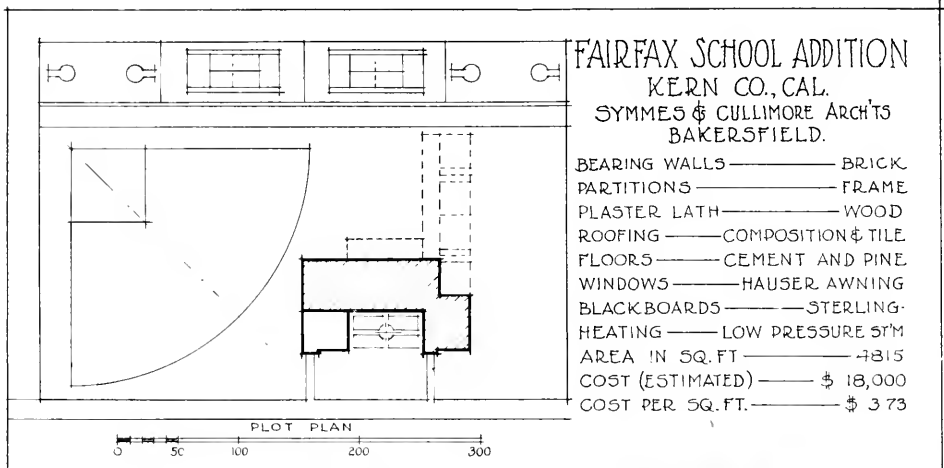 FAIRFAX SCHOOL ADDITION
KERN CO., CAL.
SYMMES & CULLIMORE ARCH'TS
BAKERSFIELD.
BEARING WALLS — BRICK
PARTITIONS — FRAME
PLASTER LATH — WOOD
ROOFING — COMPOSITION & TILE
FLOORS — CEMENT AND PINE
WINDOWS — HAUSER AWNING
BLACKBOARDS — STERLING-
HEATING — LOW PRESSURE ST'M
AREA IN SQ. FT — 4815
COST (ESTIMATED) — $ 18,000
COST PER SQ. FT. — $ 3 73
PLOT PLAN
0 50 100 200 300